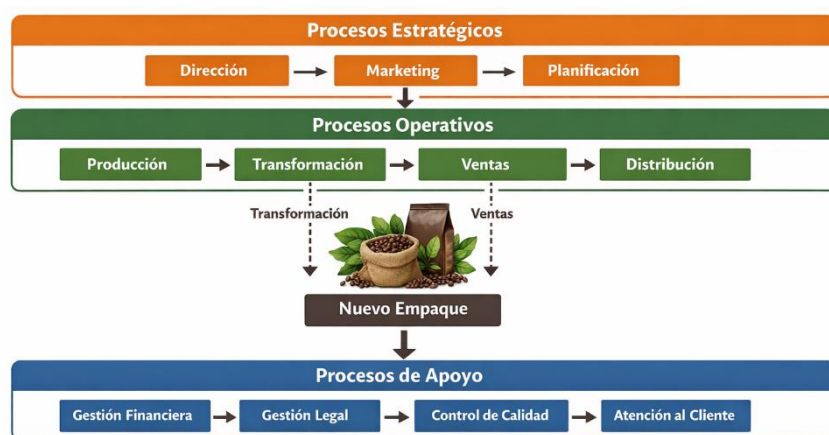 Procesos Estratégicos
Dirección
Marketing
Planificación
Procesos Operativos
Producción
Transformación
Ventas
Distribución
Transformación
Ventas
Nuevo Empaque
Procesos de Apoyo
Gestión Financiera
Gestión Legal
Control de Calidad
Atención al Cliente